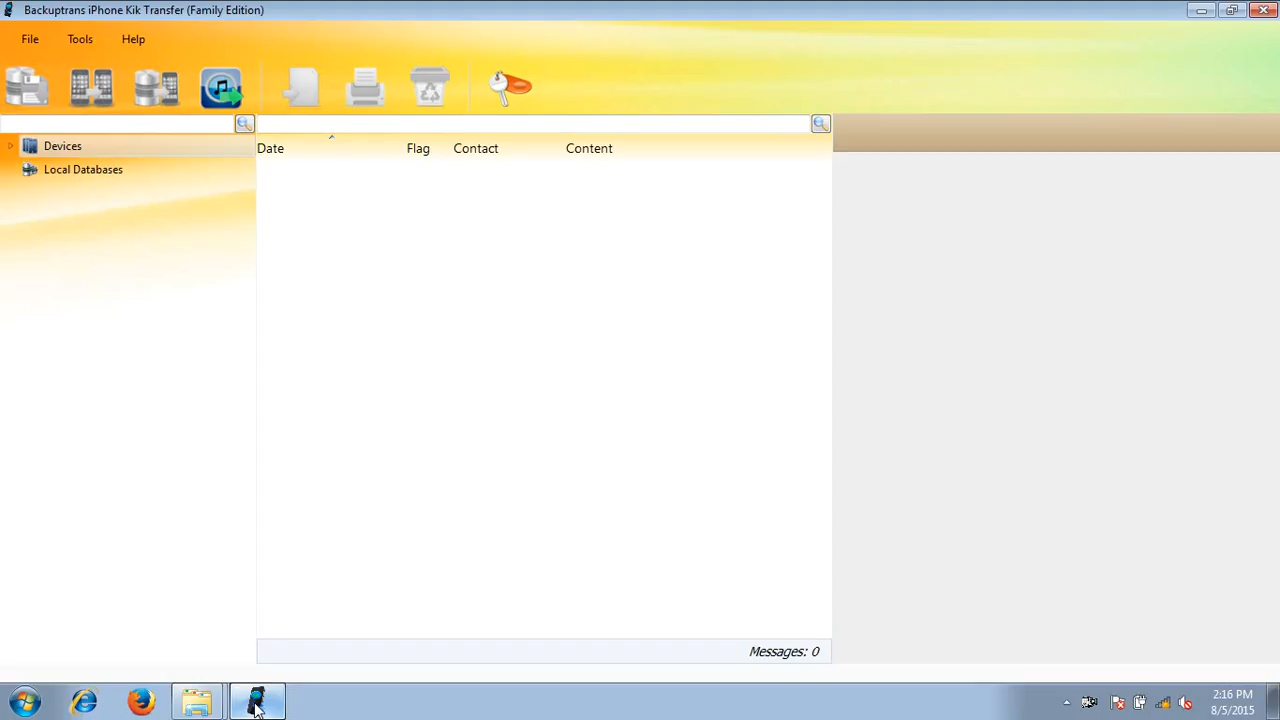 Backuptrans iPhone Kik Transfer (Family Edition)
File Tools Help
Devices
Local Databases
Date Flag Contact Content
Messages: 0
2:16 PM
8/5/2015